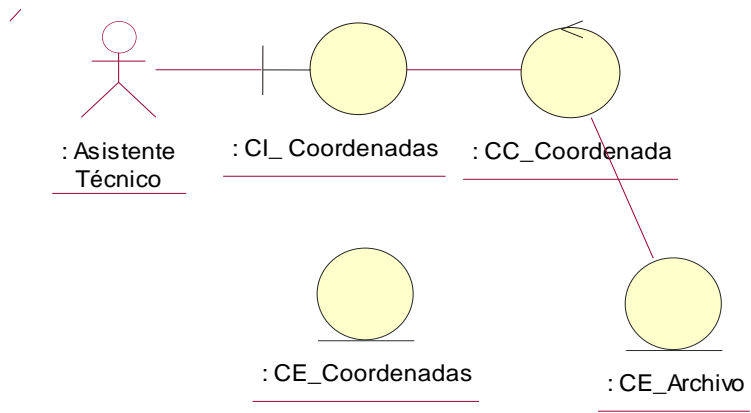 : Asistente
Técnico
: CI_ Coordenadas
: CC_Coordenada
: CE_Coordenadas
: CE_Archivo